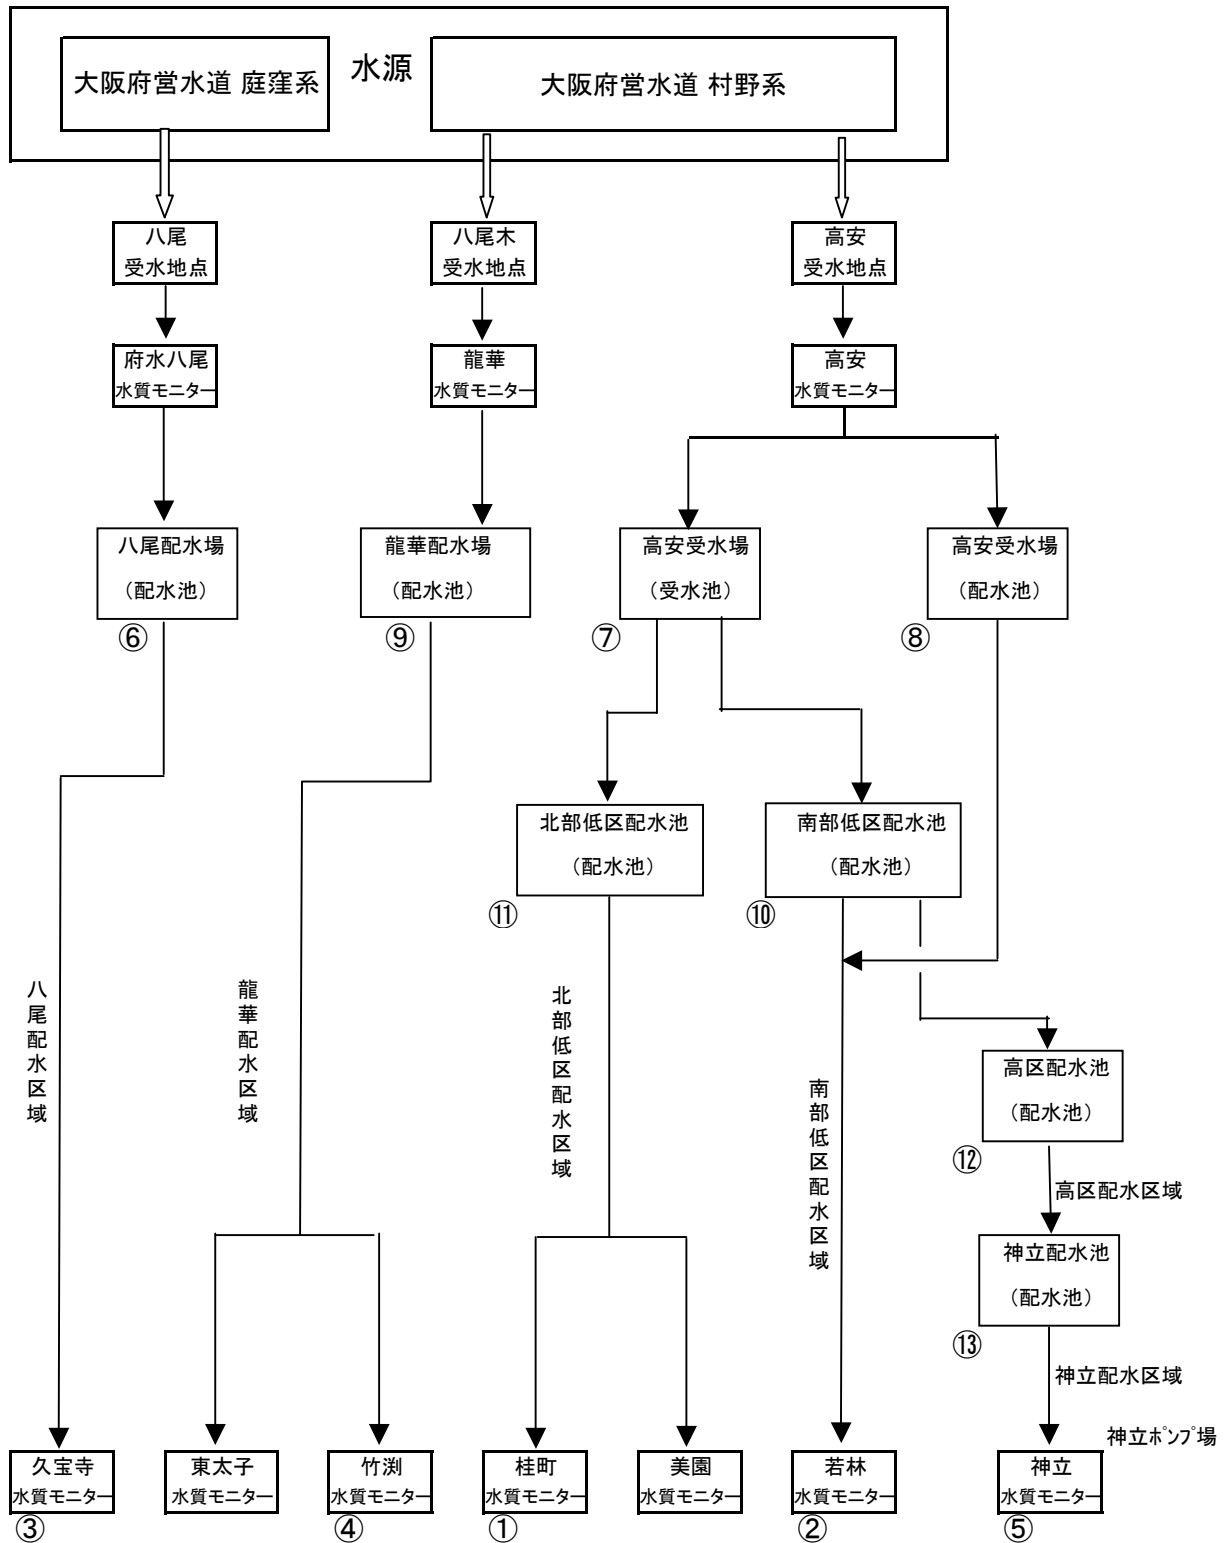 水源
大阪府営水道 庭窪系
大阪府営水道 村野系
八尾
受水地点
八尾木
受水地点
高安
受水地点
府水八尾
水質モニター
龍華
水質モニター
高安
水質モニター
八尾配水場
（配水池）
⑥
龍華配水場
（配水池）
⑨
高安受水場
（受水池）
⑦
高安受水場
（配水池）
⑧
北部低区配水池
（配水池）
⑪
南部低区配水池
（配水池）
⑩
八尾配水区域
龍華配水区域
北部低区配水区域
南部低区配水区域
高区配水池
（配水池）
⑫
高区配水区域
神立配水池
（配水池）
⑬
神立配水区域
神立ﾎﾟﾝﾌﾟ場
久宝寺
水質モニター
③
東太子
水質モニター
竹渕
水質モニター
④
桂町
水質モニター
①
美園
水質モニター
若林
水質モニター
②
神立
水質モニター
⑤